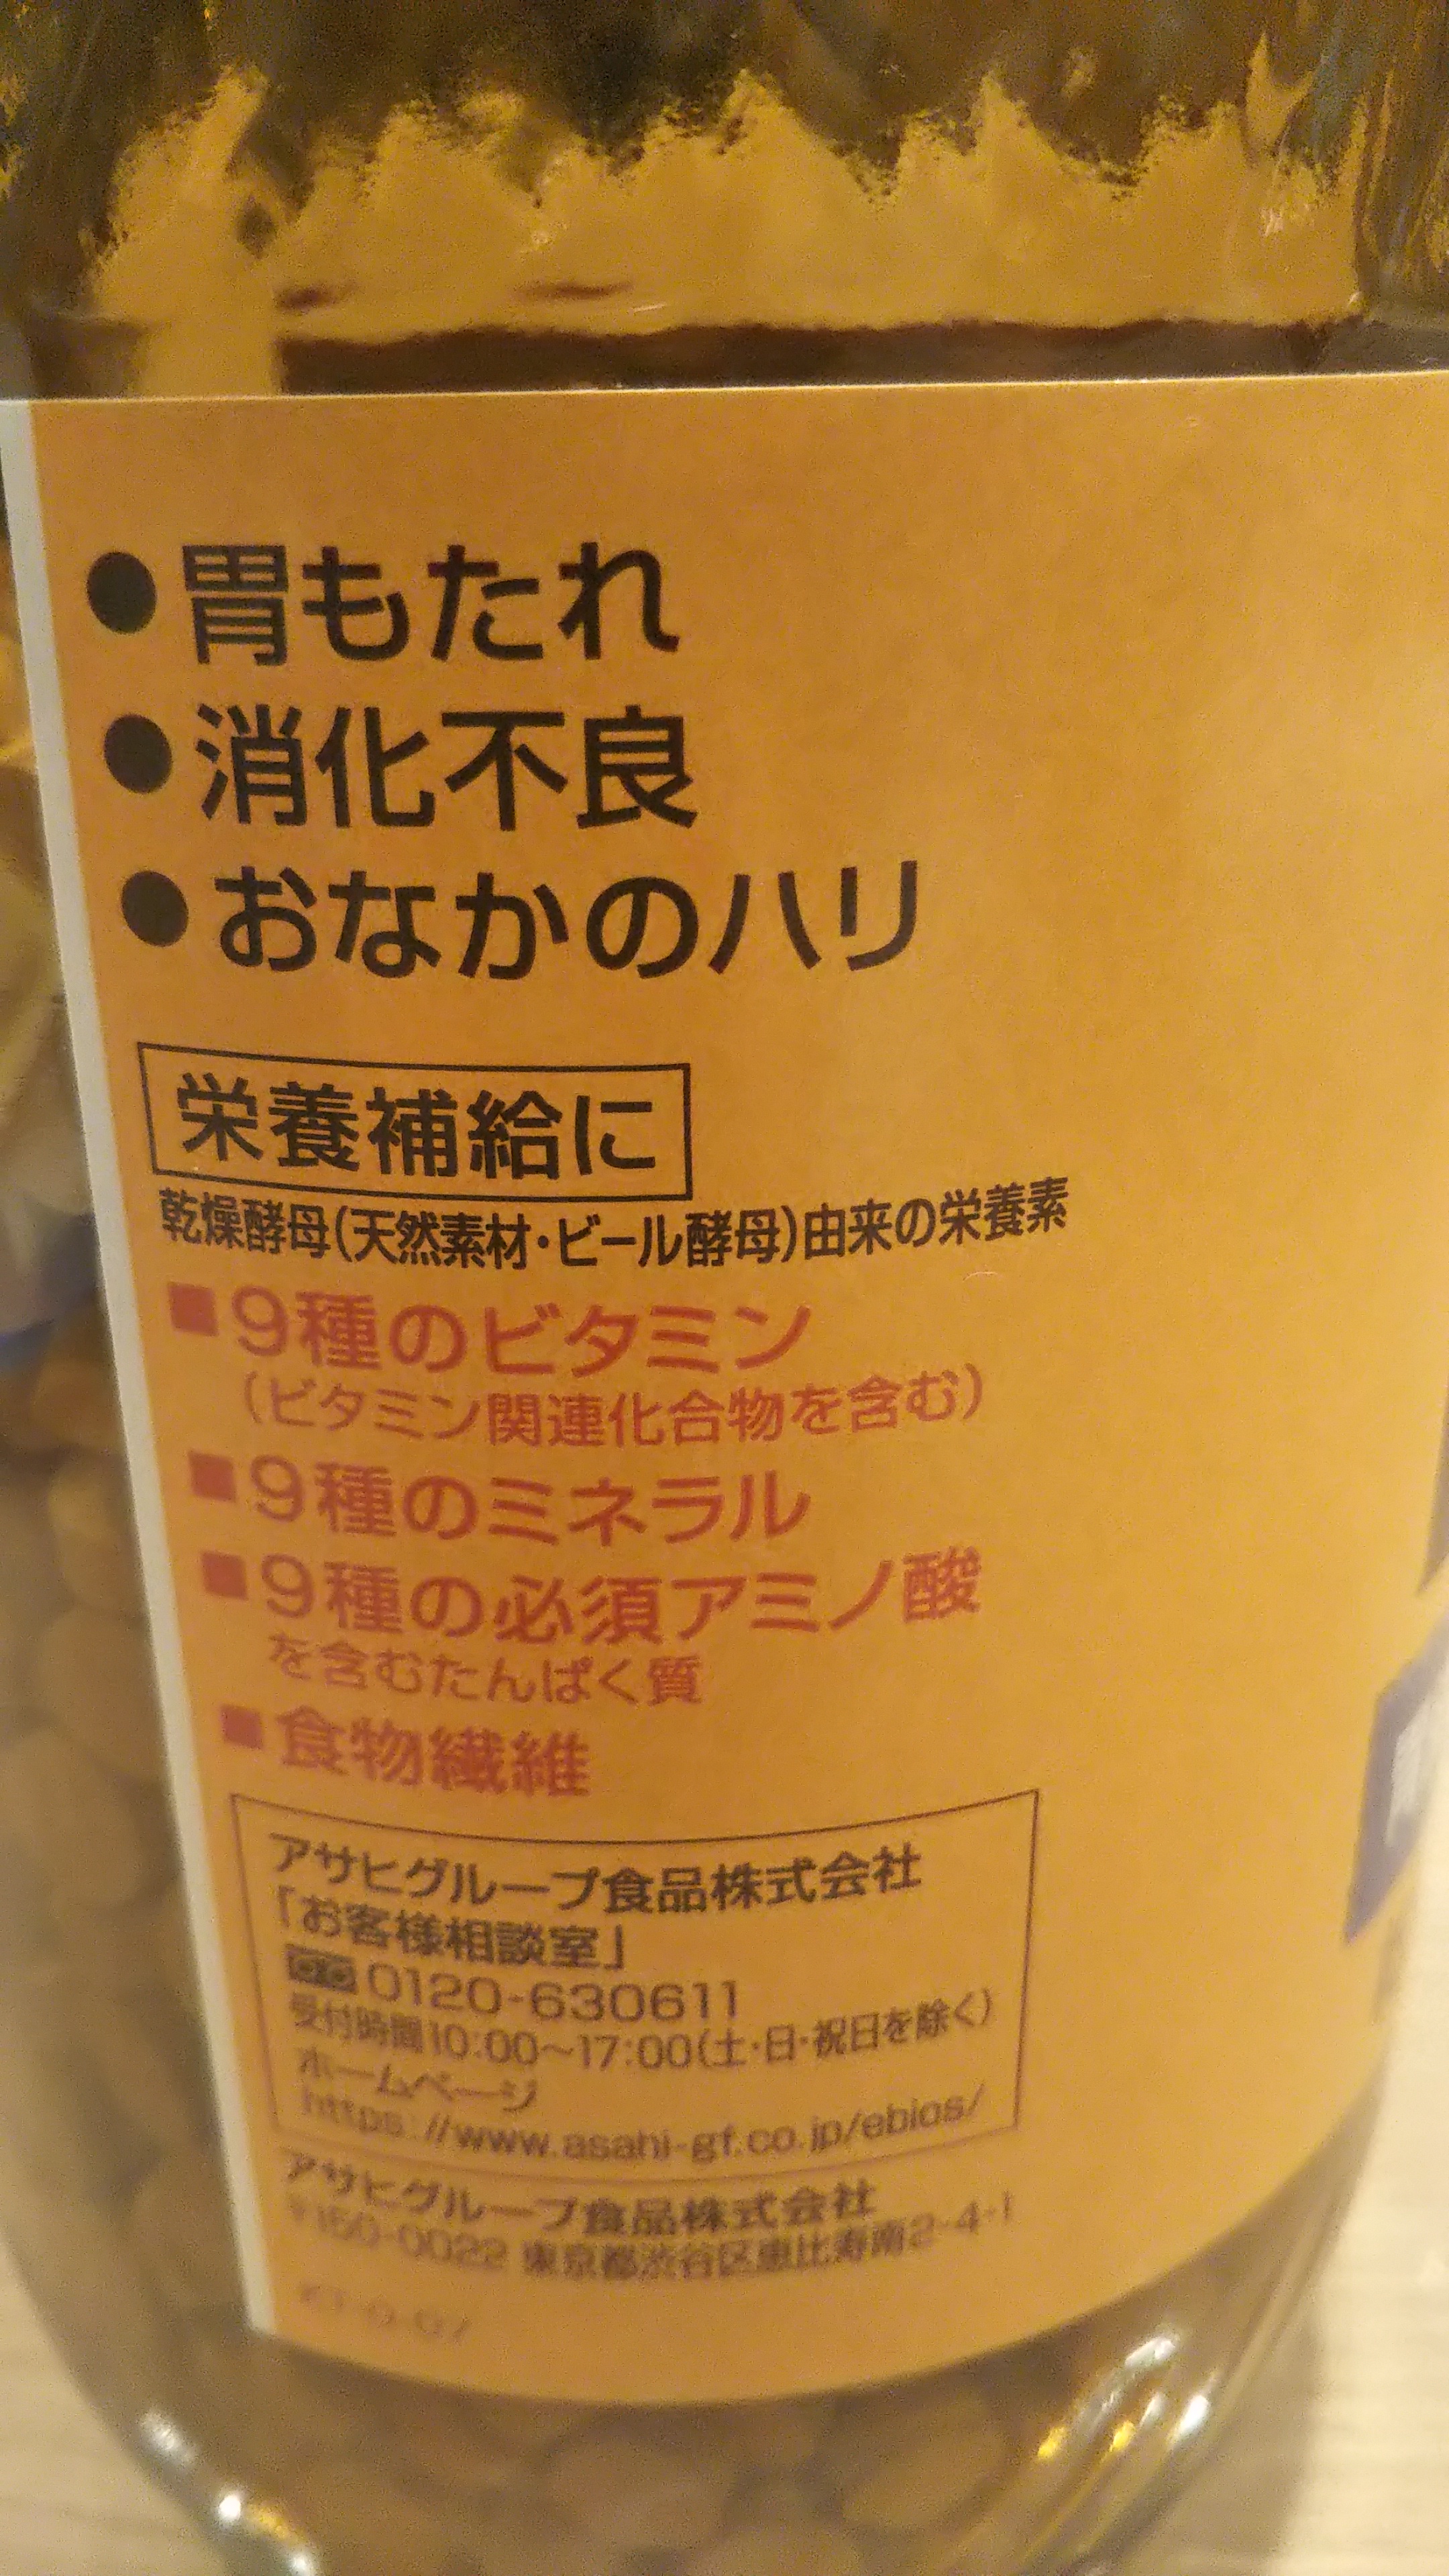 ●胃もたれ
●消化不良
●おなかのハリ
栄養補給に
乾燥酵母(天然素材・ビール酵母)由来の栄養素
■9種のビタミン
(ビタミン関連化合物を含む)
■9種のミネラル
■9種の必須アミノ酸
を含むたんぱく質
■食物繊維
アサヒグループ食品株式会社
「お客様相談室」
0120-630611
受付時間10:00～17:00(土・日・祝日を除く)
ホームページ
https://www.asahi-gf.co.jp/ebios/
アサヒグループ食品株式会社
〒150-0022 東京都渋谷区恵比寿南2-4-1